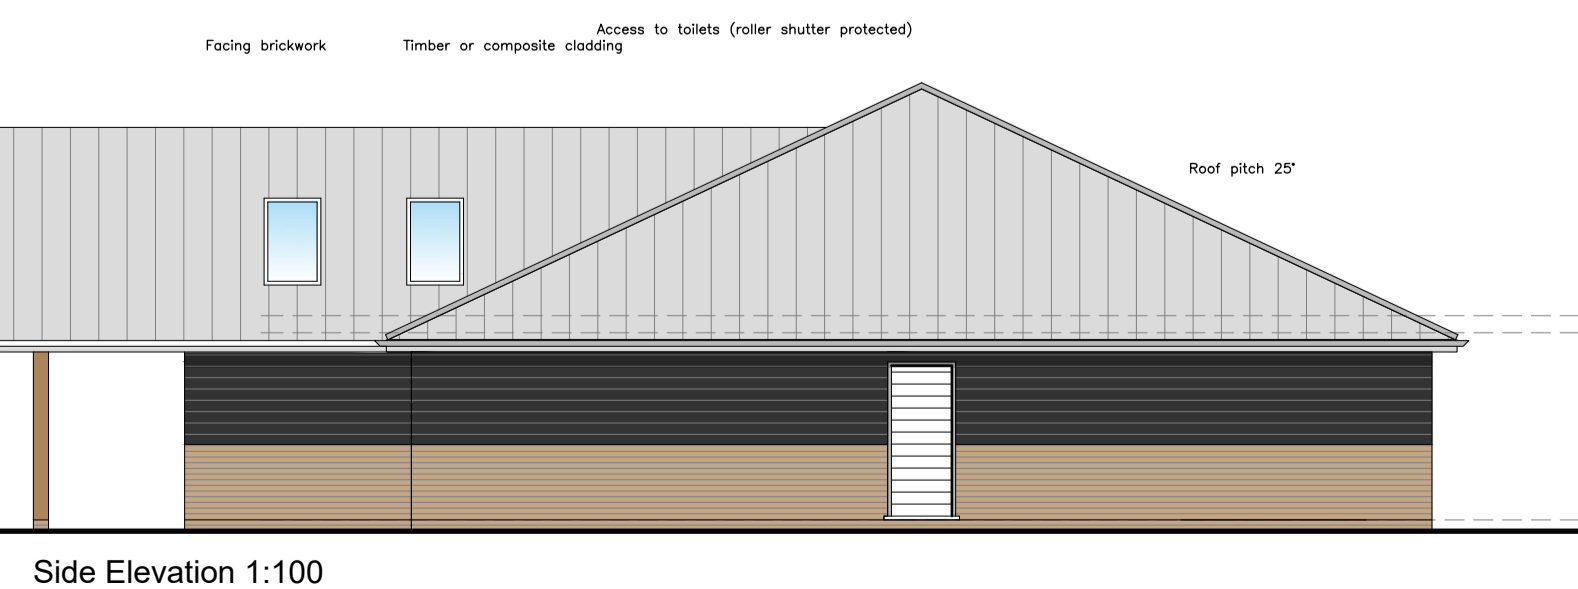 Access to toilets (roller shutter protected)
Facing brickwork
Timber or composite cladding
Roof pitch 25°
Side Elevation 1:100